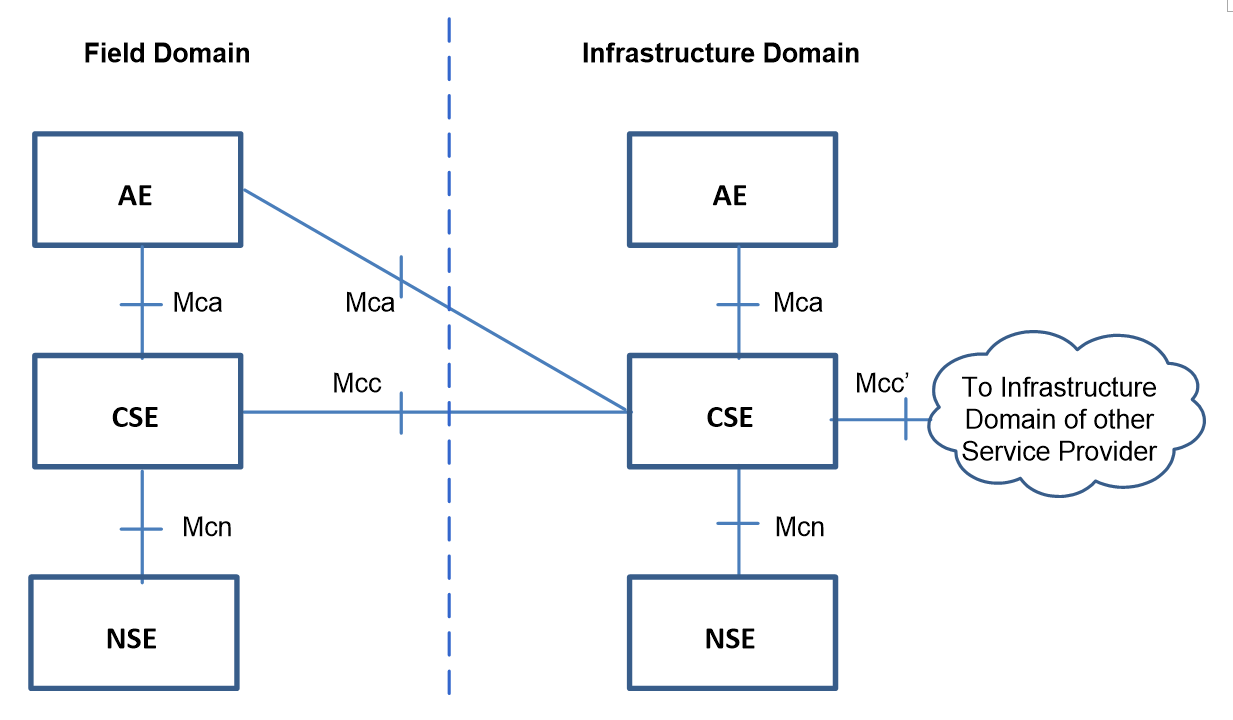 Field Domain
Infrastructure Domain
AE
AE
Mca
Mca
Mca
Mcc
Mcc’
CSE
CSE
To Infrastructure
Domain of other
Service Provider
Mcn
Mcn
NSE
NSE